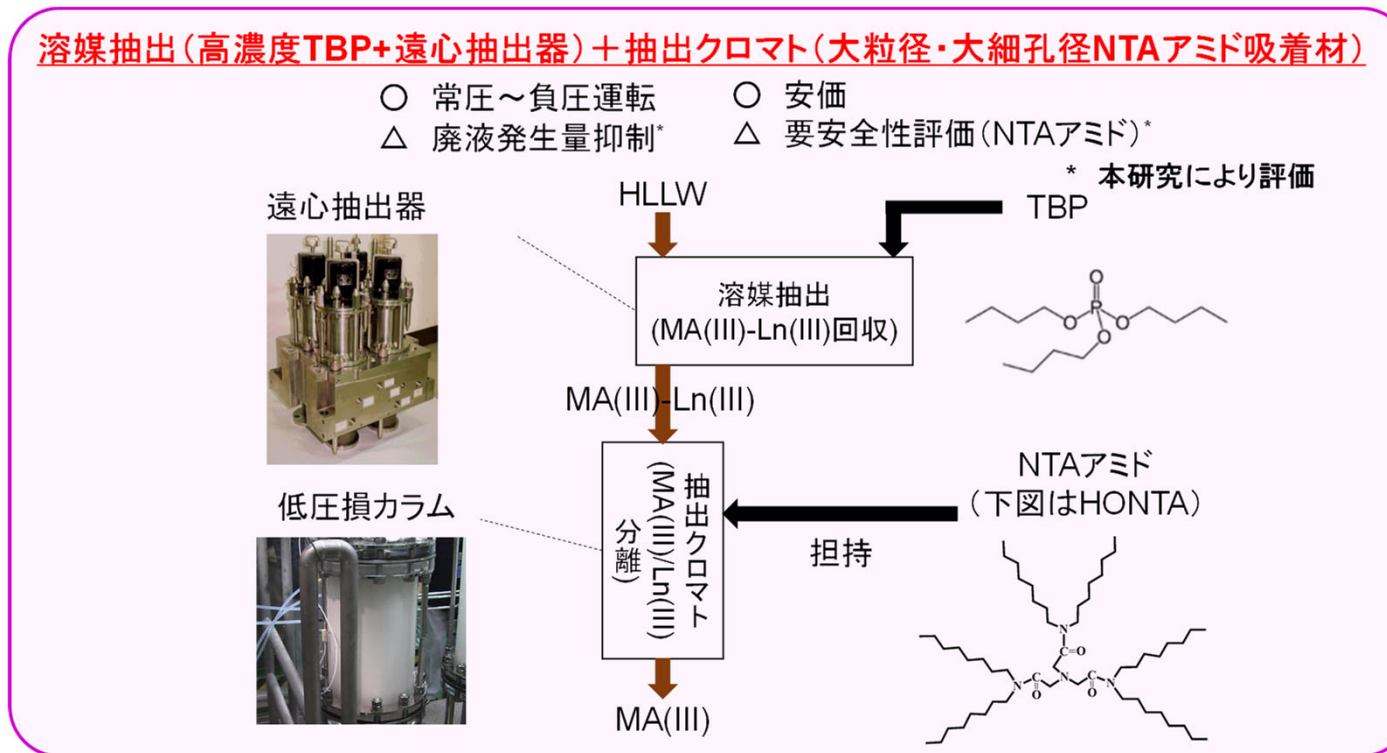 溶媒抽出(高濃度TBP+遠心抽出器)+抽出クロマト(大粒径・大細孔径NTAアミド吸着材)
○ 常圧～負圧運転
○ 安価
△ 廃液発生量抑制*
△ 要安全性評価(NTAアミド)*
* 本研究により評価
遠心抽出器
HLLW
TBP
溶媒抽出
(MA(III)-Ln(III)回収)
O
P
O
O
O
MA(III)-Ln(III)
低圧損カラム
抽出クロマト
(MA(III)/Ln(III)
分離)
担持
NTAアミド
(下図はHONTA)
N
C=O
N
C
O
N
C
O
N
MA(III)